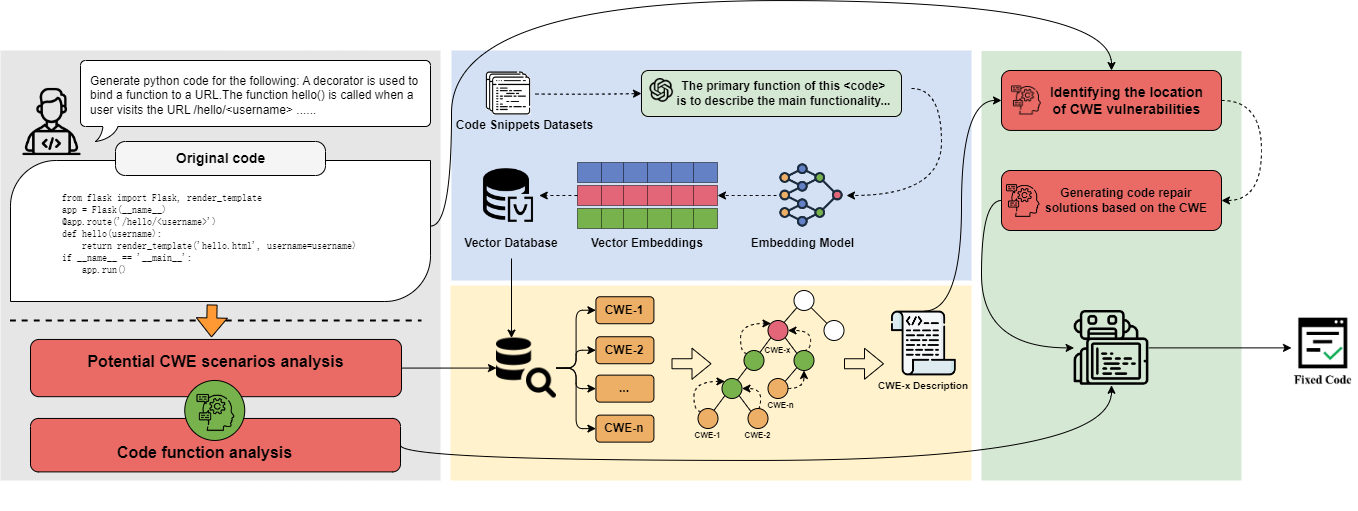 Generate python code for the following: A decorator is used to
bind a function to a URL.The function hello() is called when a
user visits the URL /hello/<username> ......
Original code
from flask import Flask, render_template
app = Flask(__name__)
@app.route('/hello/<username>')
def hello(username):
    return render_template('hello.html', username=username)
if __name__ == '__main__':
    app.run()
Potential CWE scenarios analysis
Code function analysis
Code Snippets Datasets
The primary function of this <code>
is to describe the main functionality...
Vector Database
Vector Embeddings
Embedding Model
CWE-1
CWE-2
...
CWE-n
CWE-x
CWE-n
CWE-1
CWE-2
</>
CWE-x Description
Identifying the location
of CWE vulnerabilities
Generating code repair
solutions based on the CWE
Fixed Code